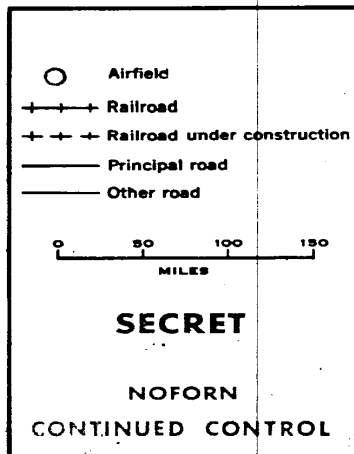 Airfield
Railroad
Railroad under construction
Principal road
Other road
0 50 100 150
MILES
SECRET
NOFORN
CONTINUED CONTROL